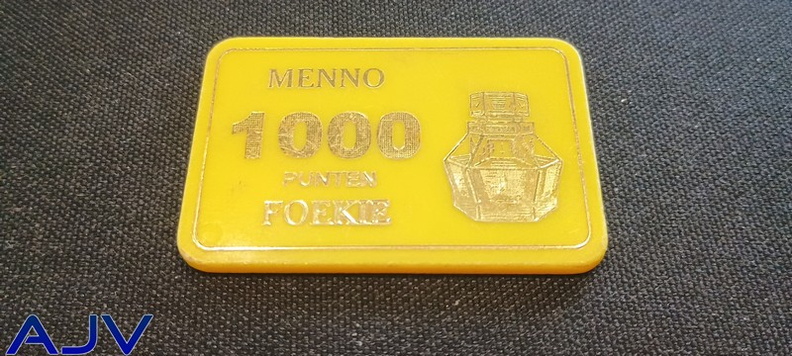 MENNO
1000
PUNTEN
FOEKIE
AJV